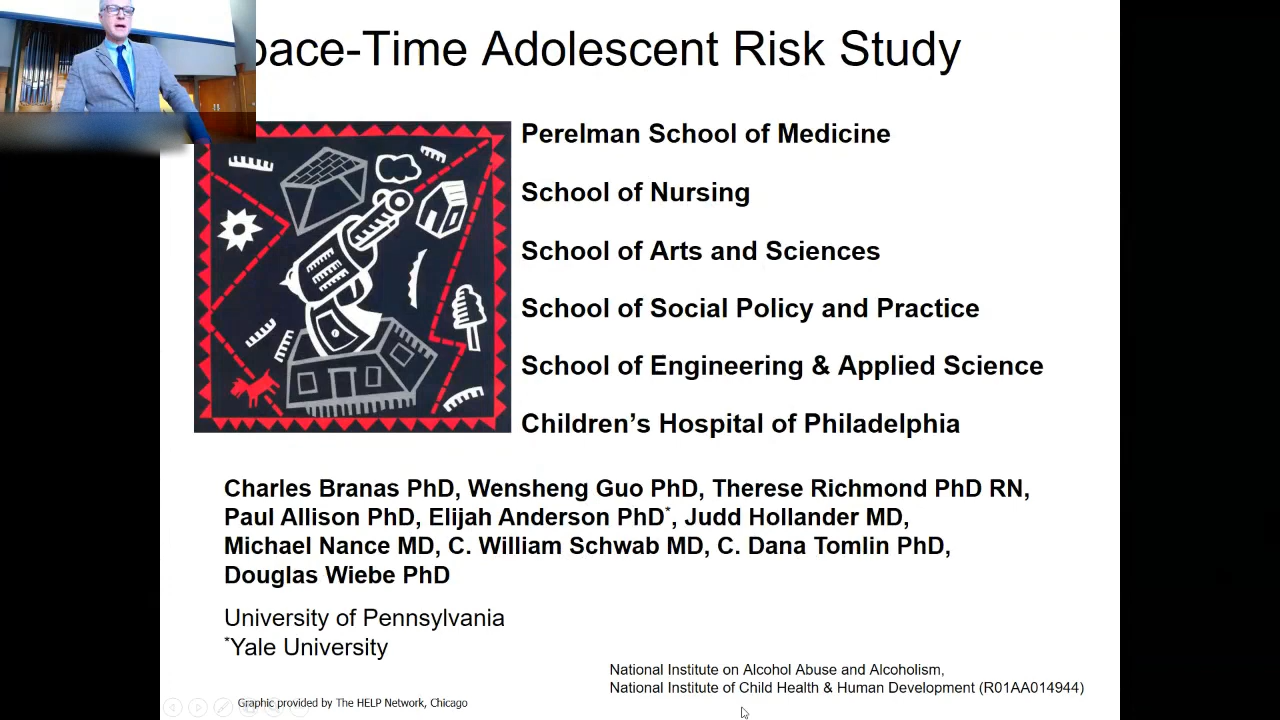 pace-Time Adolescent Risk Study
Perelman School of Medicine
School of Nursing
School of Arts and Sciences
School of Social Policy and Practice
School of Engineering & Applied Science
Children’s Hospital of Philadelphia
Charles Branas PhD, Wensheng Guo PhD, Therese Richmond PhD RN,
Paul Allison PhD, Elijah Anderson PhD*, Judd Hollander MD,
Michael Nance MD, C. William Schwab MD, C. Dana Tomlin PhD,
Douglas Wiebe PhD
University of Pennsylvania
*Yale University
National Institute on Alcohol Abuse and Alcoholism,
National Institute of Child Health & Human Development (R01AA014944)
Graphic provided by The HELP Network, Chicago